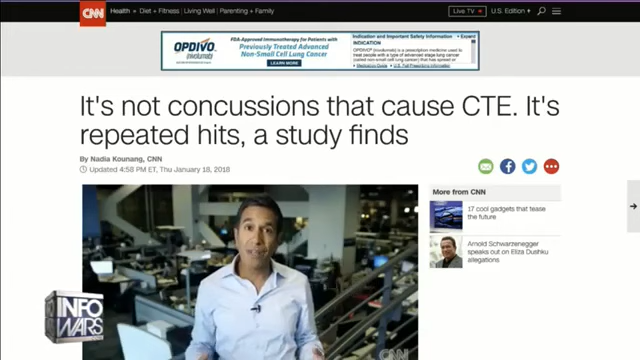 CNN
Health
Diet + Fitness
Living Well
Parenting + Family
Live TV
U.S. Edition
OPDIVO
(nivolumab)
FDA-Approved Immunotherapy for Patients with
Previously Treated Advanced
Non-Small Cell Lung Cancer
LEARN MORE
Indication and Important Safety Information
Expand
INDICATION
It's not concussions that cause CTE. It's
repeated hits, a study finds
By Nadia Kounang, CNN
Updated 4:58 PM ET, Thu January 18, 2018
More from CNN
17 cool gadgets that tease
the future
Arnold Schwarzenegger
speaks out on Eliza Dushku
allegations
INFO
WARS
CNN